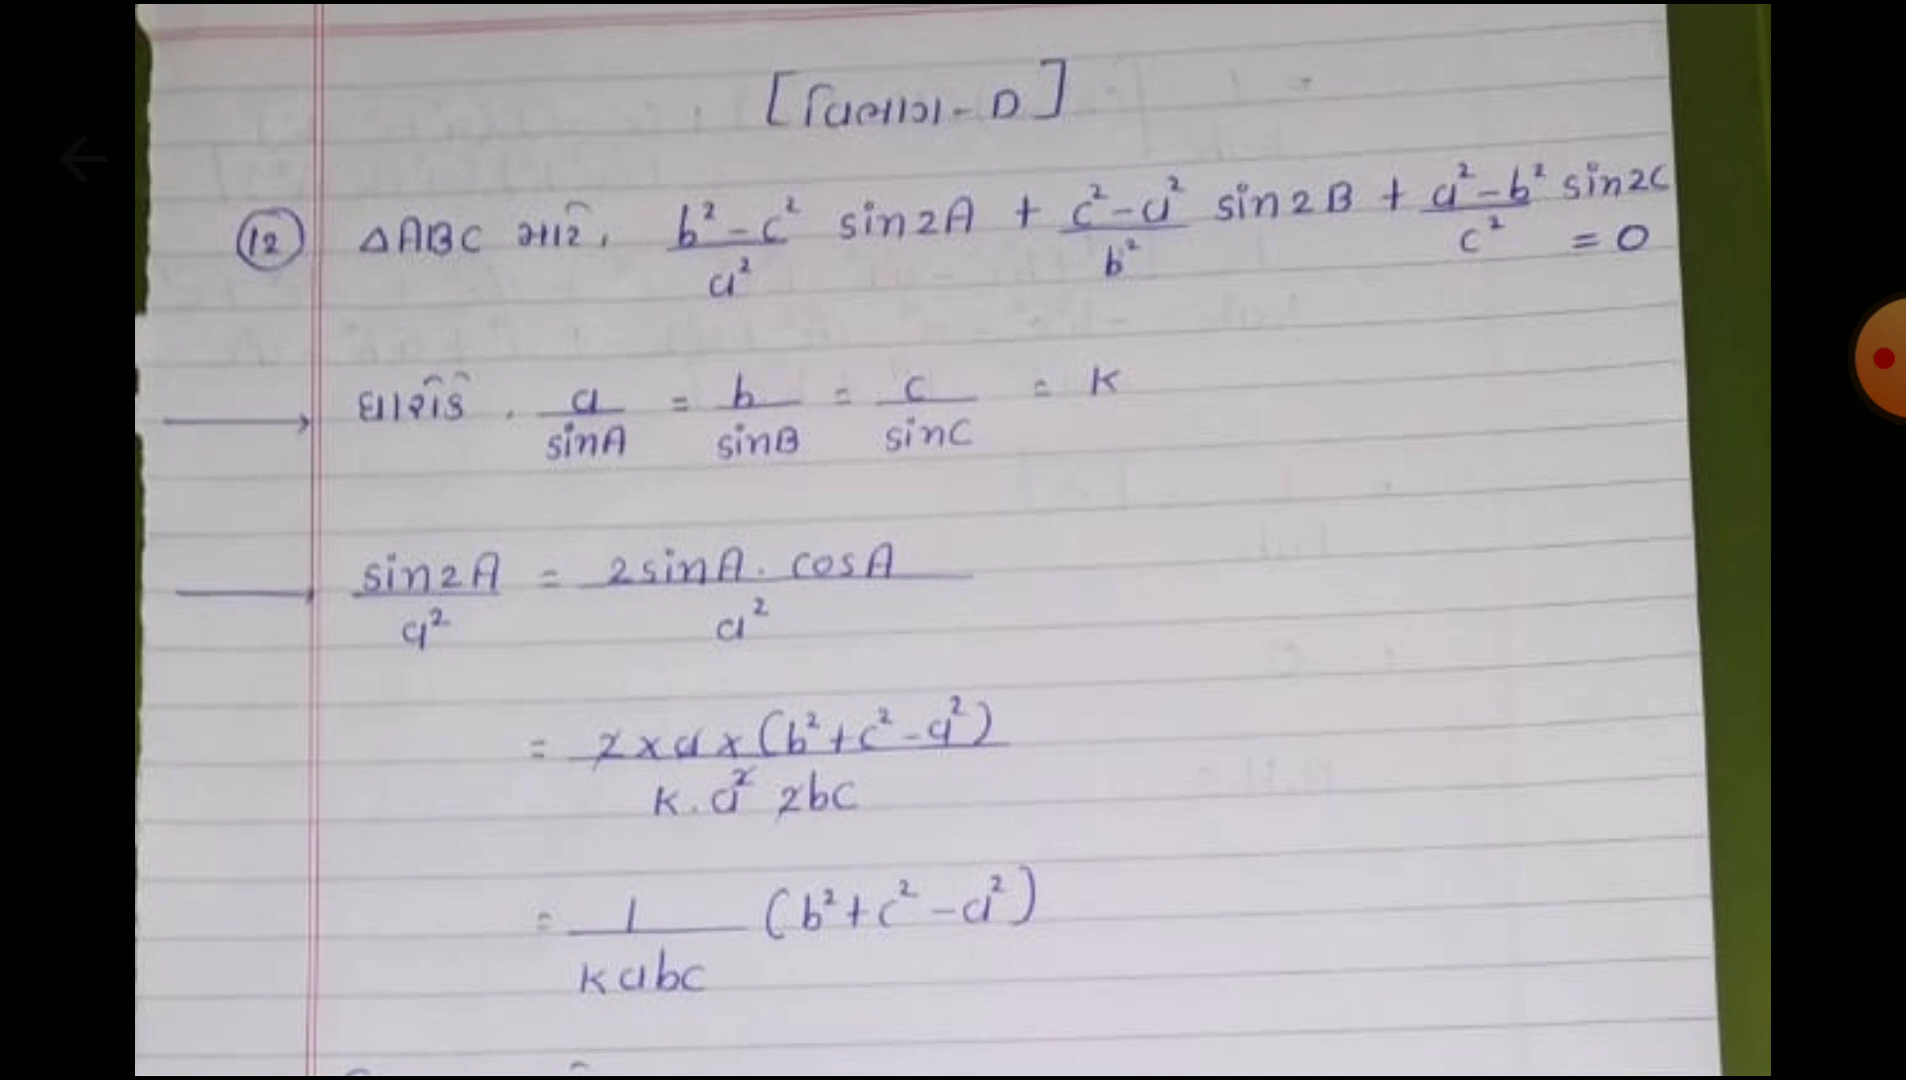 [વિભાગ - D]
(12) △ABC માટે, (b² - c²)/a² sin2A + (c² - a²)/b² sin2B + (a² - b²)/c² sin2C = 0
ધારોકે . a/sinA = b/sinB = c/sinC = K
sin2A/a² = 2sinA. cosA/a²
= 2 x a x (b² + c² - a²)/K. a² 2bc
= 1/Kabc (b² + c² - a²)